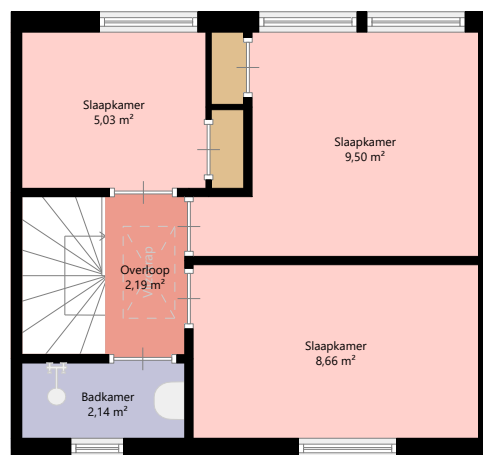 Slaapkamer
5,03 m²
Slaapkamer
9,50 m²
Overloop
2,19 m²
Slaapkamer
8,66 m²
Badkamer
2,14 m²